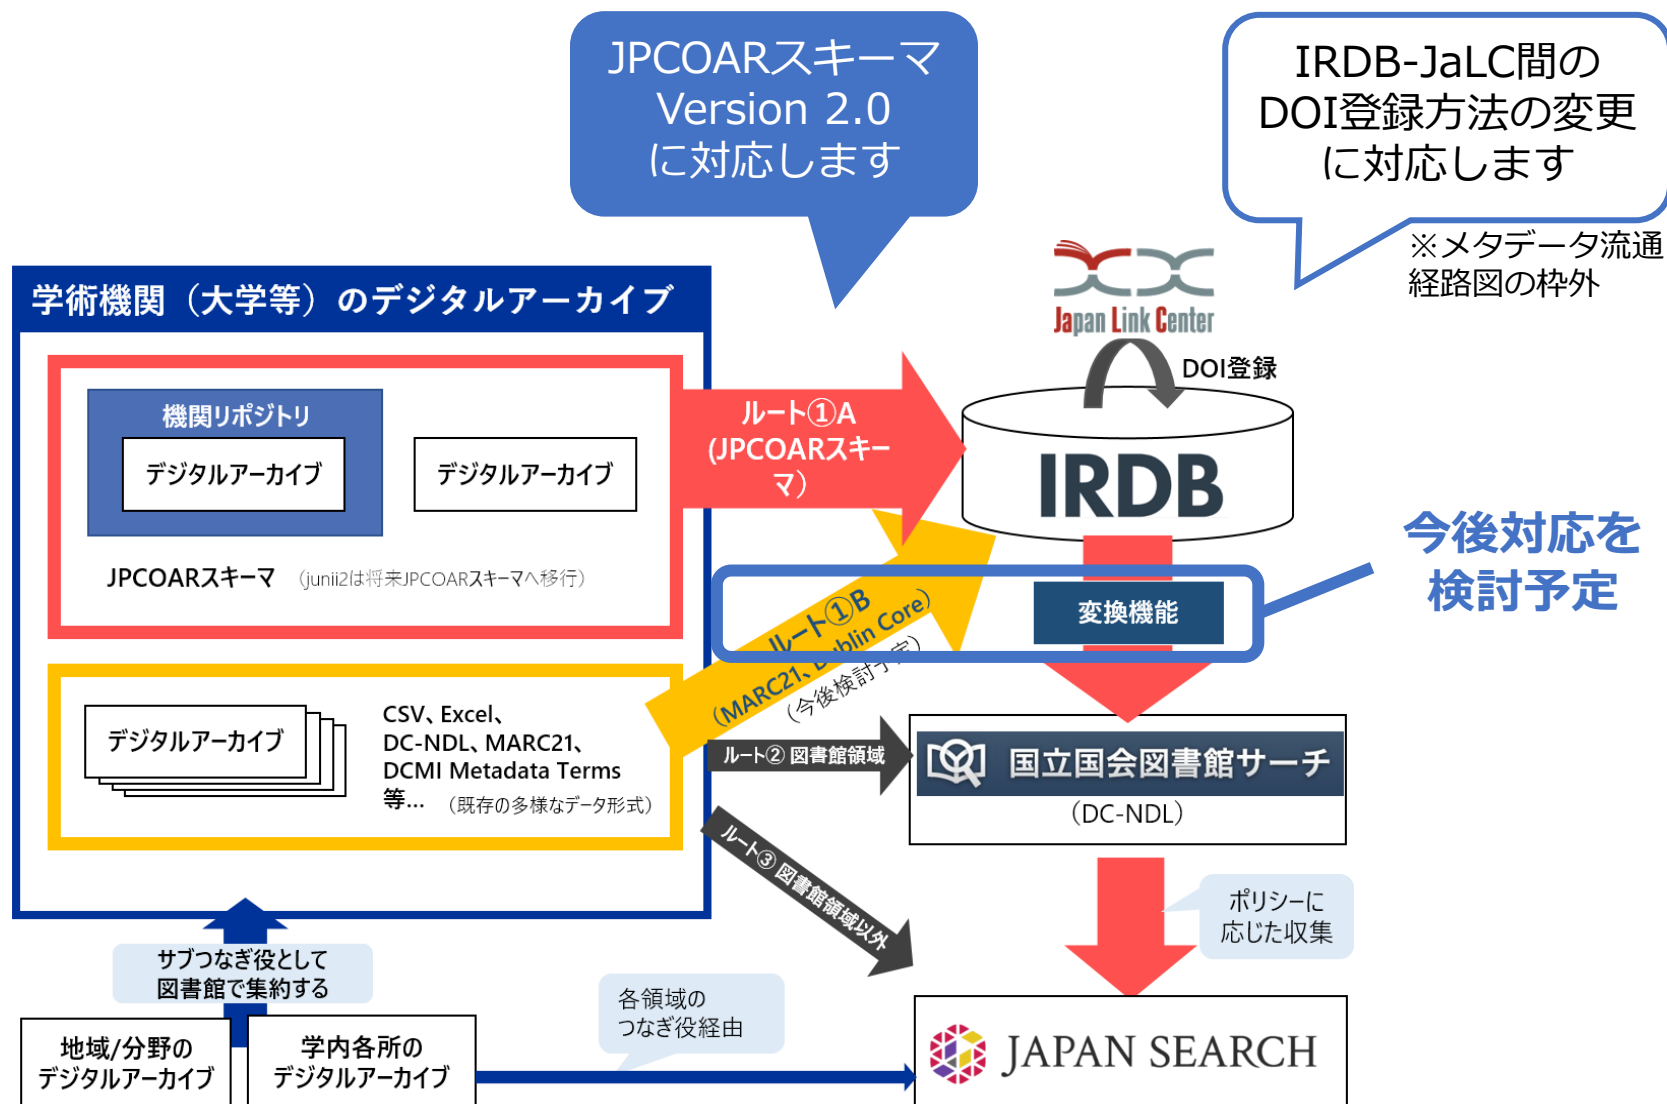 JPCOARスキーマ
Version 2.0
に対応します
IRDB-JaLC間の
DOI登録方法の変更
に対応します
※メタデータ流通
経路図の枠外
Japan Link Center
DOI登録
学術機関（大学等）のデジタルアーカイブ
機関リポジトリ
デジタルアーカイブ
デジタルアーカイブ
JPCOARスキーマ （junii2は将来JPCOARスキーマへ移行）
ルート①A
(JPCOARスキー
マ）
IRDB
今後対応を
検討予定
変換機能
ルート①B
（MARC21、Dublin Core）
（今後検討予定）
デジタルアーカイブ
CSV、Excel、
DC-NDL、MARC21、
DCMI Metadata Terms
等… （既存の多様なデータ形式）
ルート② 図書館領域
国立国会図書館サーチ
（DC-NDL）
ルート③ 図書館領域以外
ポリシーに
応じた収集
サブつなぎ役として
図書館で集約する
各領域の
つなぎ役経由
地域/分野の
デジタルアーカイブ
学内各所の
デジタルアーカイブ
JAPAN SEARCH